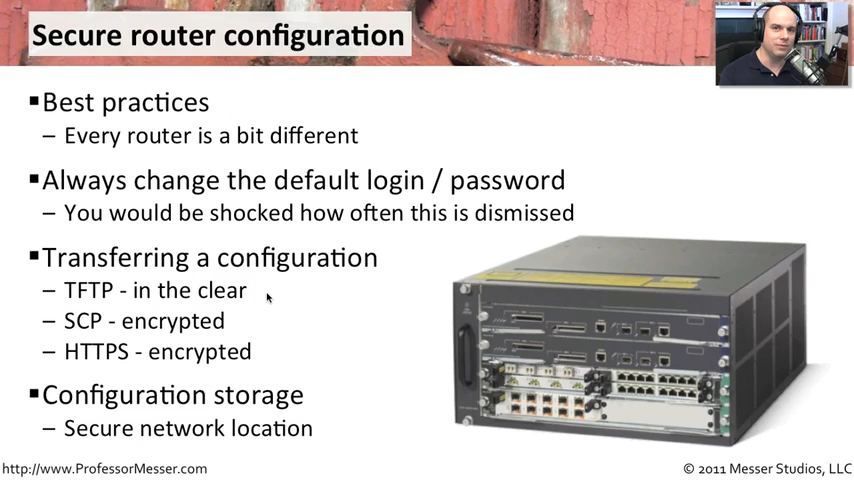 Secure router configuration
▪Best practices
– Every router is a bit different
▪Always change the default login / password
– You would be shocked how often this is dismissed
▪Transferring a configuration
– TFTP - in the clear
– SCP - encrypted
– HTTPS - encrypted
▪Configuration storage
– Secure network location
http://www.ProfessorMesser.com
© 2011 Messer Studios, LLC